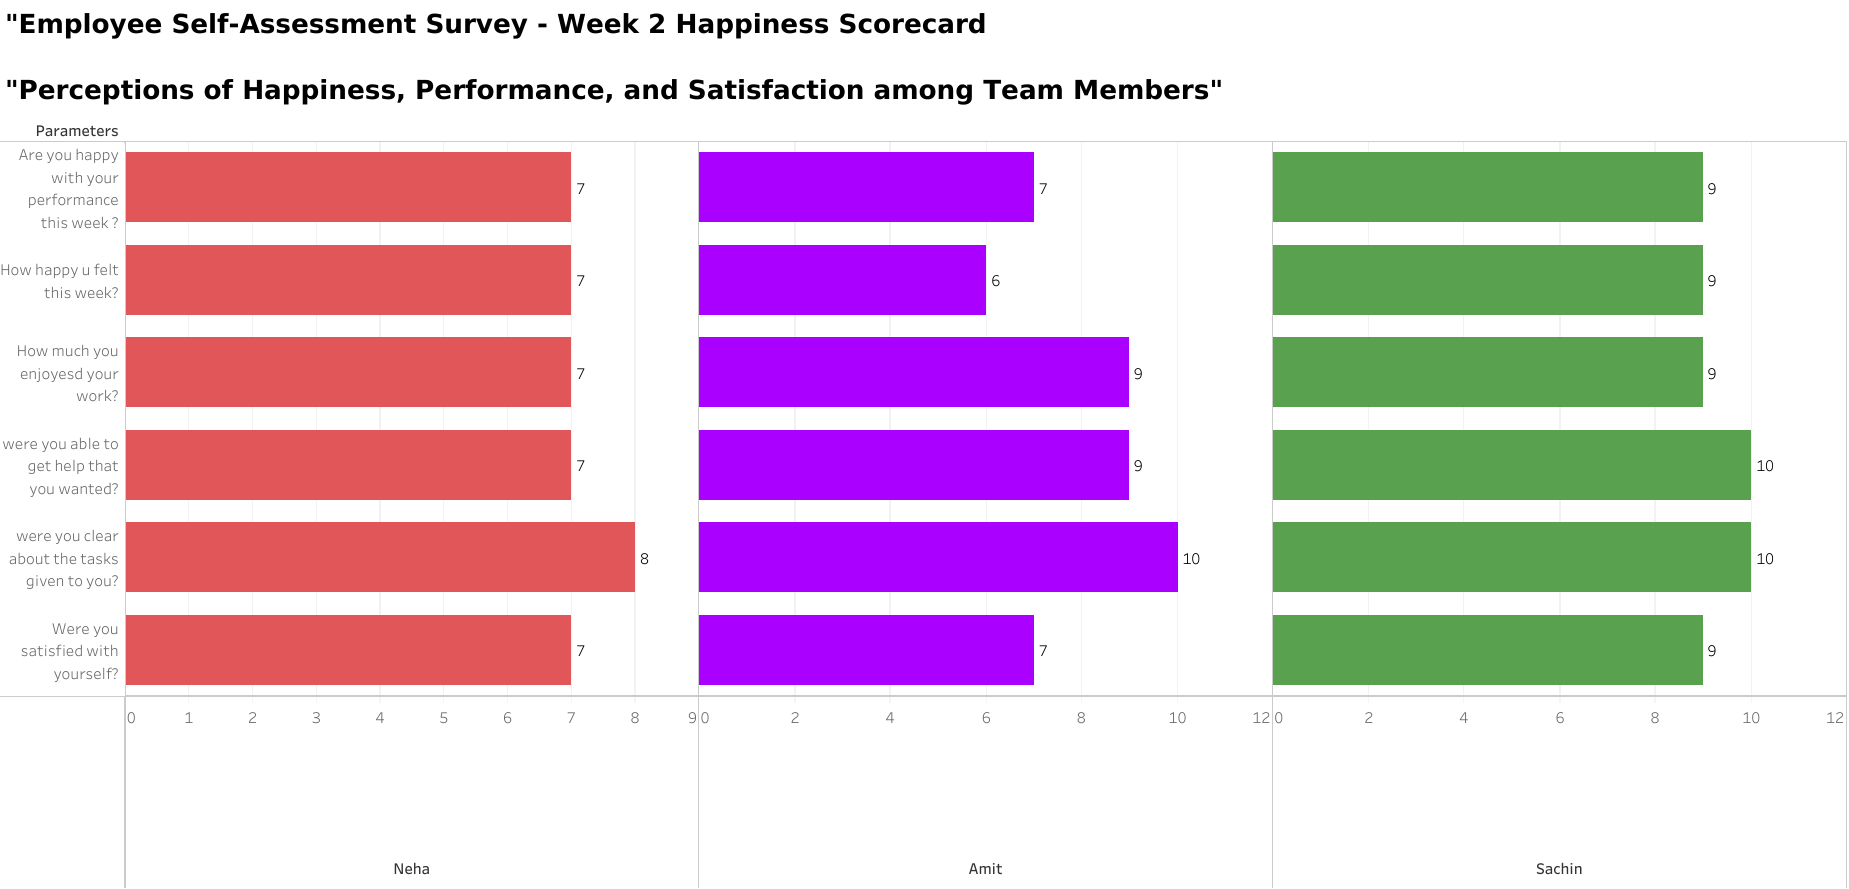 "Employee Self-Assessment Survey - Week 2 Happiness Scorecard
"Perceptions of Happiness, Performance, and Satisfaction among Team Members"
Parameters
Are you happy
with your
performance
this week ?
7
7
9
How happy u felt
this week?
7
6
9
How much you
enjoyesd your
work?
7
9
9
were you able to
get help that
you wanted?
7
9
10
were you clear
about the tasks
given to you?
8
10
10
Were you
satisfied with
yourself?
7
7
9
0 1 2 3 4 5 6 7 8 9 0 2 4 6 8 10 12 0 2 4 6 8 10 12
Neha Amit Sachin